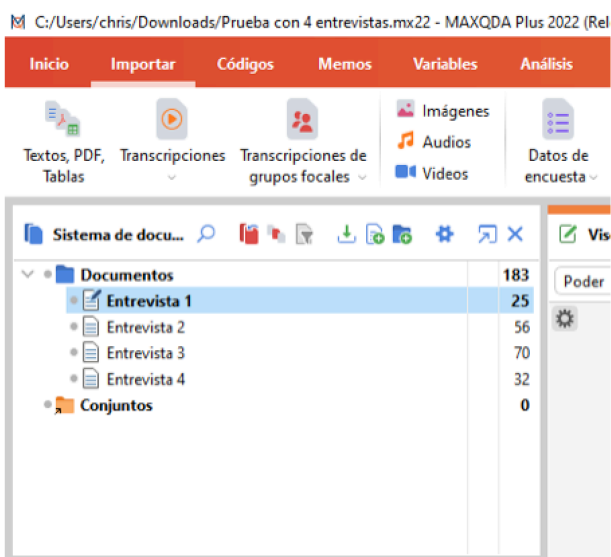 C:/Users/chris/Downloads/Prueba con 4 entrevistas.mx22 - MAXQDA Plus 2022 (Rel
Inicio Importar Códigos Memos Variables Análisis
Textos, PDF, Tablas
Transcripciones
Transcripciones de grupos focales
Imágenes
Audios
Videos
Datos de encuesta
Sistema de docu...
Vis
Documentos 183
Poder
Entrevista 1 25
Entrevista 2 56
Entrevista 3 70
Entrevista 4 32
Conjuntos 0